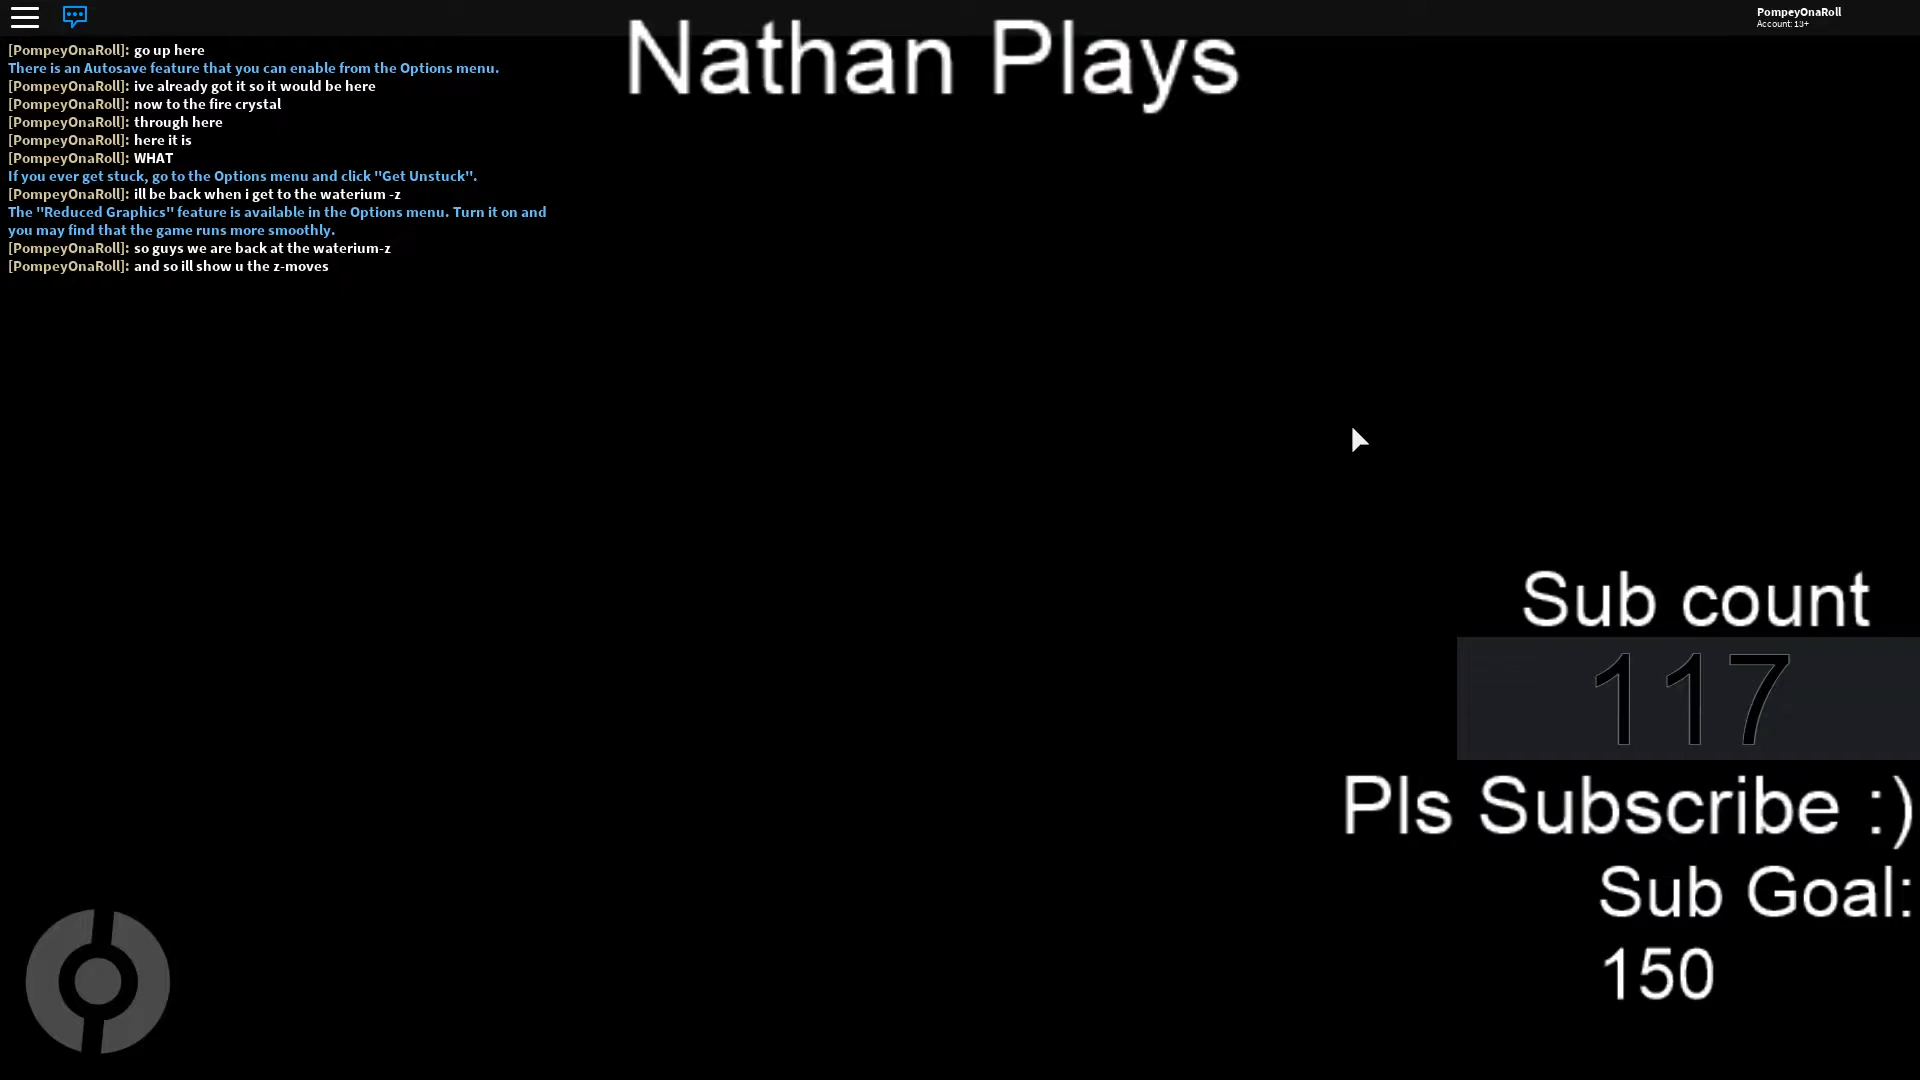 PompeyOnaRoll
Account: 13+
Nathan Plays
[PompeyOnaRoll]: go up here
There is an Autosave feature that you can enable from the Options menu.
[PompeyOnaRoll]: ive already got it so it would be here
[PompeyOnaRoll]: now to the fire crystal
[PompeyOnaRoll]: through here
[PompeyOnaRoll]: here it is
[PompeyOnaRoll]: WHAT
If you ever get stuck, go to the Options menu and click "Get Unstuck".
[PompeyOnaRoll]: ill be back when i get to the waterium -z
The "Reduced Graphics" feature is available in the Options menu. Turn it on and
you may find that the game runs more smoothly.
[PompeyOnaRoll]: so guys we are back at the waterium-z
[PompeyOnaRoll]: and so ill show u the z-moves
Sub count
117
Pls Subscribe :)
Sub Goal:
150